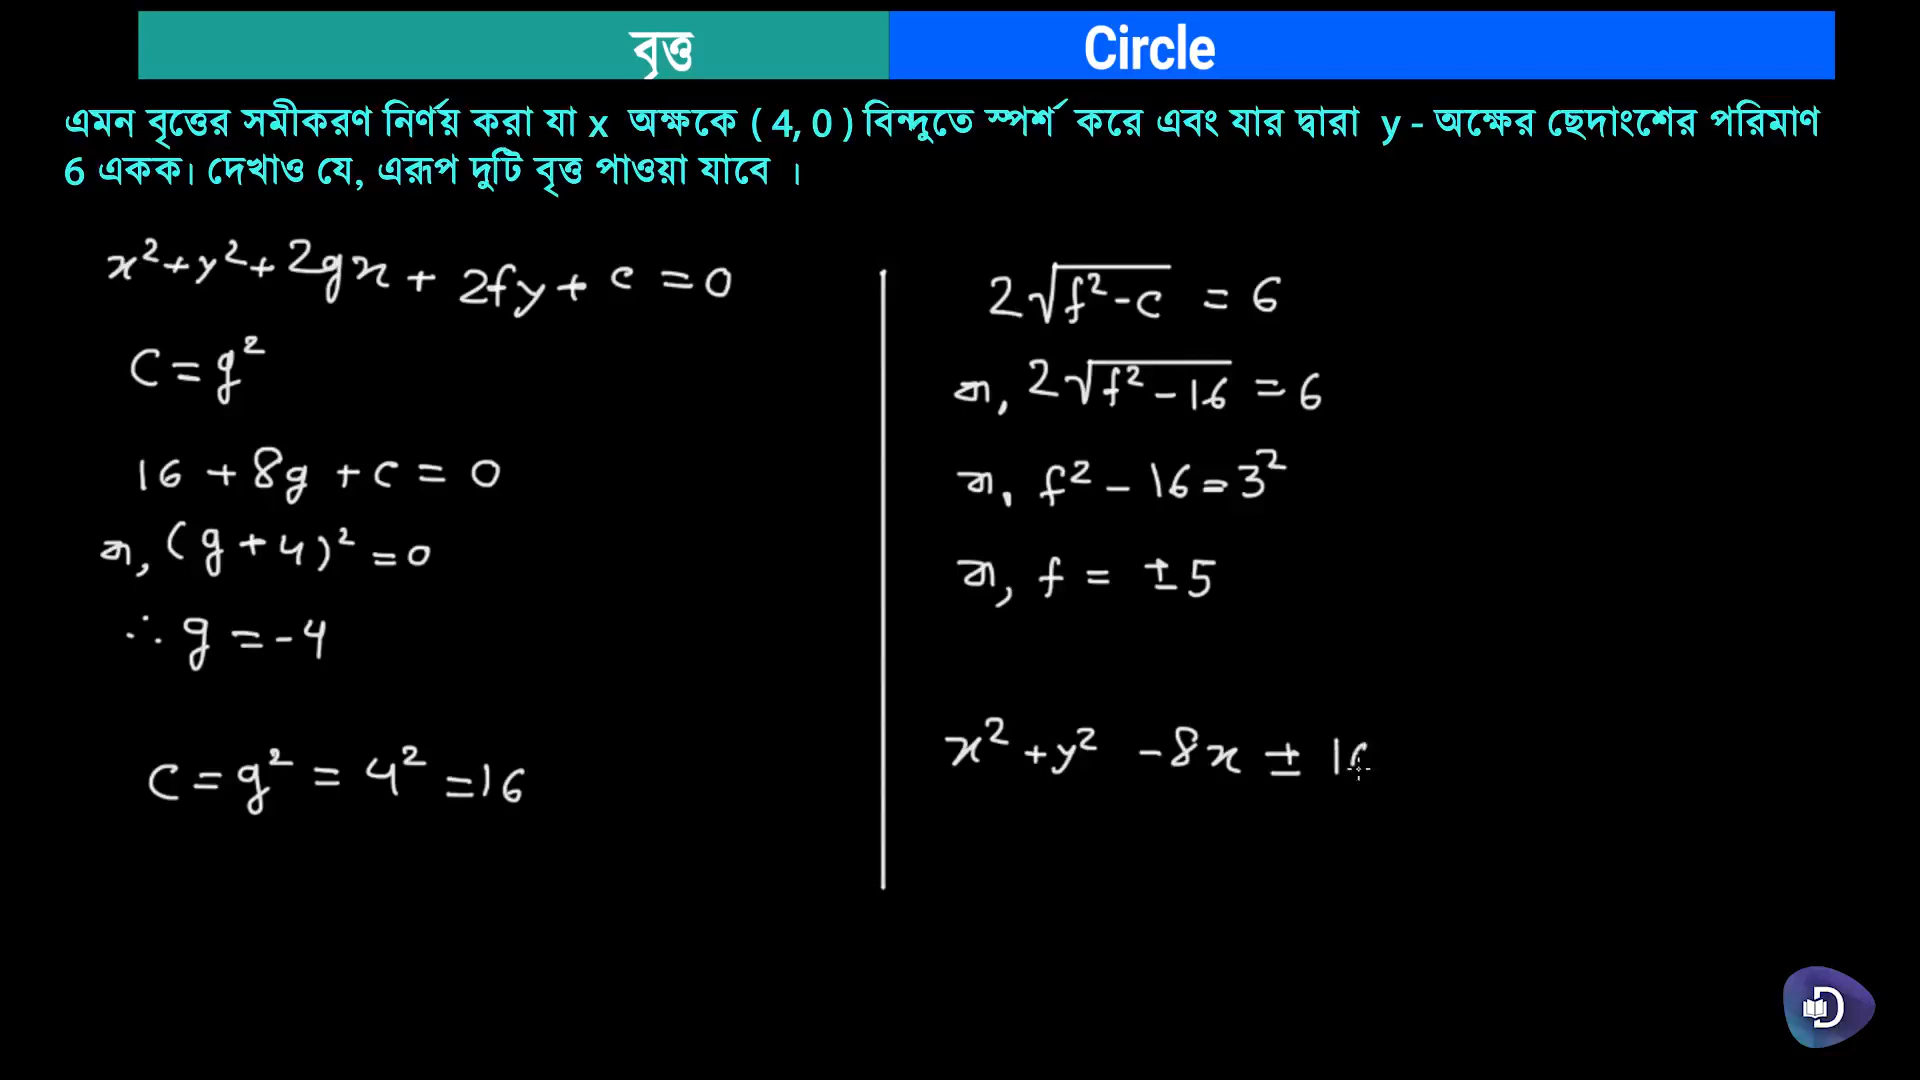 বৃত্ত
Circle
এমন বৃত্তের সমীকরণ নির্ণয় করা যা x অক্ষকে ( 4, 0 ) বিন্দুতে স্পর্শ করে এবং যার দ্বারা y - অক্ষের ছেদাংশের পরিমাণ
6 একক। দেখাও যে, এরূপ দুটি বৃত্ত পাওয়া যাবে ।
x²+y²+2gx + 2fy + c = 0
C = g²
16 + 8g + c = 0
বা, (g + 4)² = 0
∴ g = -4
C = g² = 4² = 16
2√(f² - c) = 6
বা, 2√(f² - 16) = 6
বা, f² - 16 = 3²
বা, f = ± 5
x² + y² - 8x ± 1
D